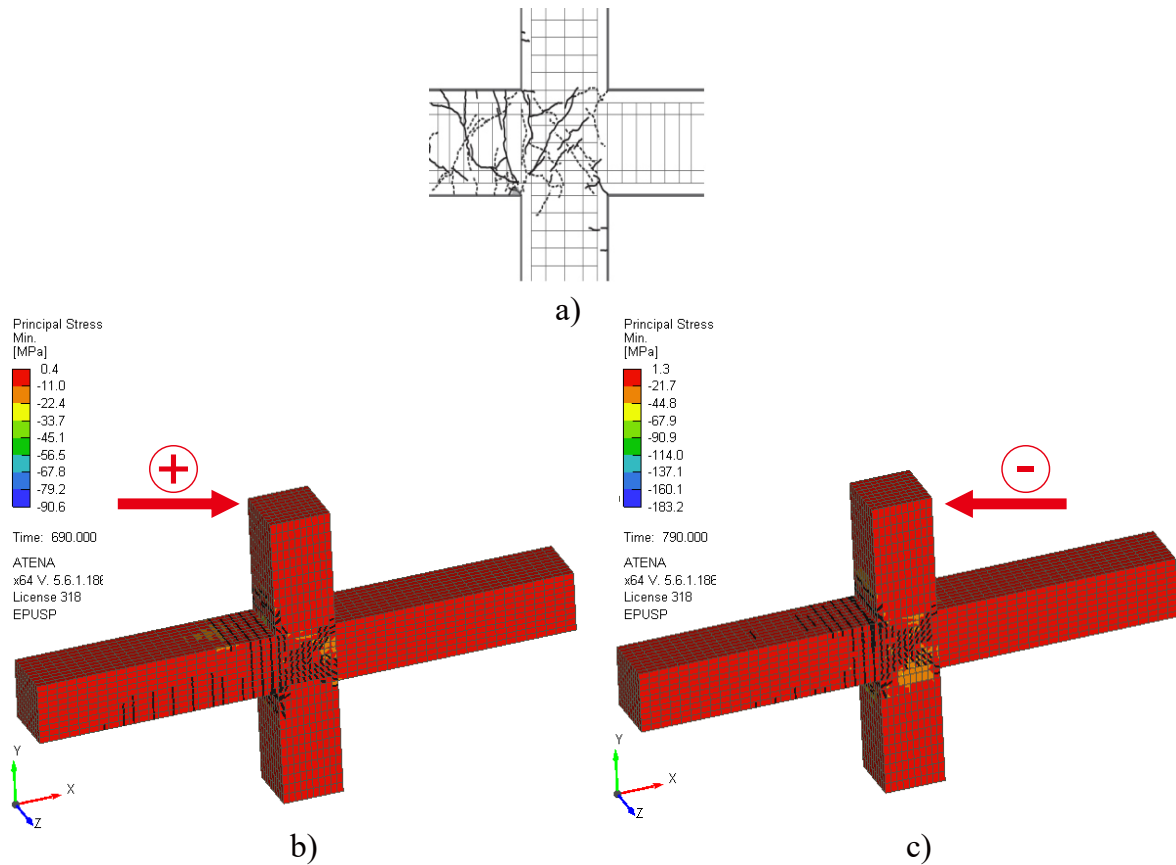 a)
Principal Stress
Min.
[MPa]
0.4
-11.0
-22.4
-33.7
-45.1
-56.5
-67.8
-79.2
-90.6
+
Time: 690.000
ATENA
x64 V. 5.6.1.186
License 318
EPUSP
Y
X
Z
b)
Principal Stress
Min.
[MPa]
1.3
-21.7
-44.8
-67.9
-90.9
-114.0
-137.1
-160.1
-183.2
-
Time: 790.000
ATENA
x64 V. 5.6.1.186
License 318
EPUSP
Y
X
Z
c)